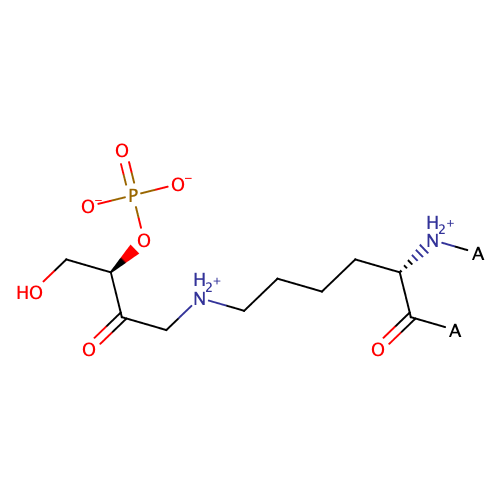 O
O⁻ P O⁻
O H₂⁺
N A
HO H₂⁺
N
O O A